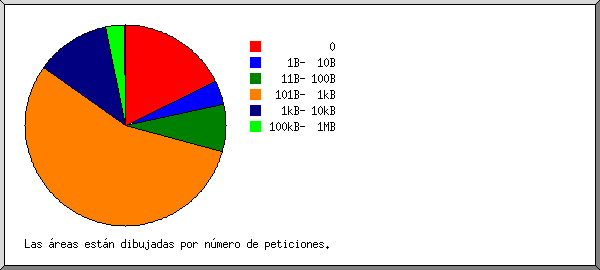 0
1B- 10B
11B- 100B
101B- 1kB
1kB- 10kB
100kB- 1MB
Las áreas están dibujadas por número de peticiones.